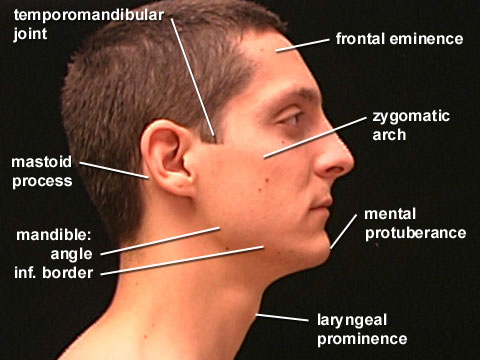 temporomandibular
joint
frontal eminence
zygomatic
arch
mastoid
process
mental
protuberance
mandible:
angle
inf. border
laryngeal
prominence